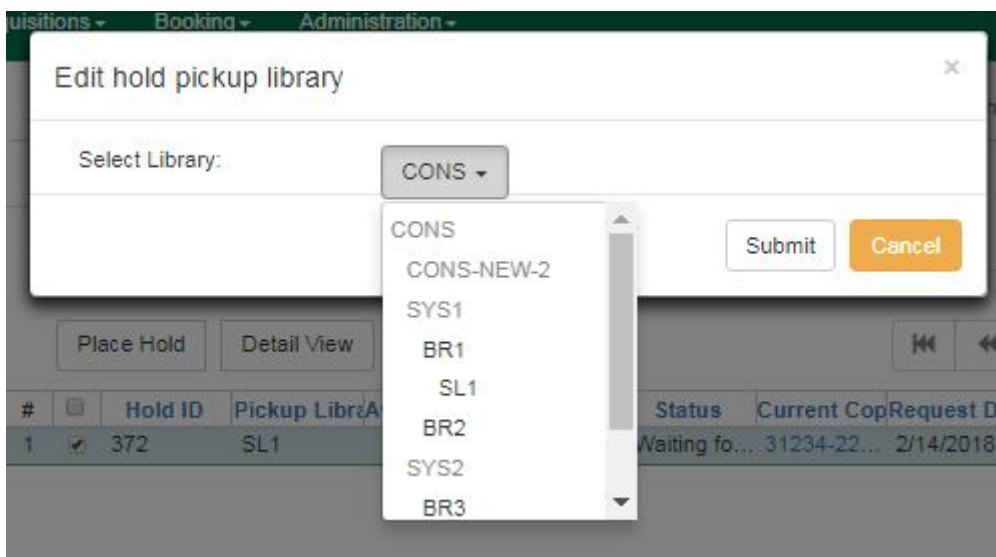 uisitions Booking Administration
Edit hold pickup library ×
Select Library: CONS
CONS
CONS-NEW-2
SYS1
BR1
SL1
BR2
SYS2
BR3
Submit Cancel
Place Hold Detail View
# Hold ID Pickup Libra Status Current Cop Request D
1 372 SL1 Waiting fo... 31234-22... 2/14/2018